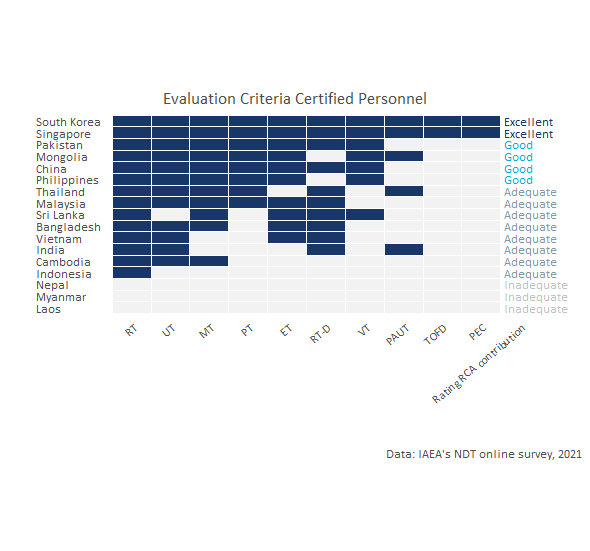 Evaluation Criteria Certified Personnel
South Korea Excellent
Singapore Excellent
Pakistan Good
Mongolia Good
China Good
Philippines Good
Thailand Adequate
Malaysia Adequate
Sri Lanka Adequate
Bangladesh Adequate
Vietnam Adequate
India Adequate
Cambodia Adequate
Indonesia Adequate
Nepal Inadequate
Myanmar Inadequate
Laos Inadequate
RT UT MT PT ET RT-D VT PAUT TOFD PEC RatingRCA contribution
Data: IAEA's NDT online survey, 2021